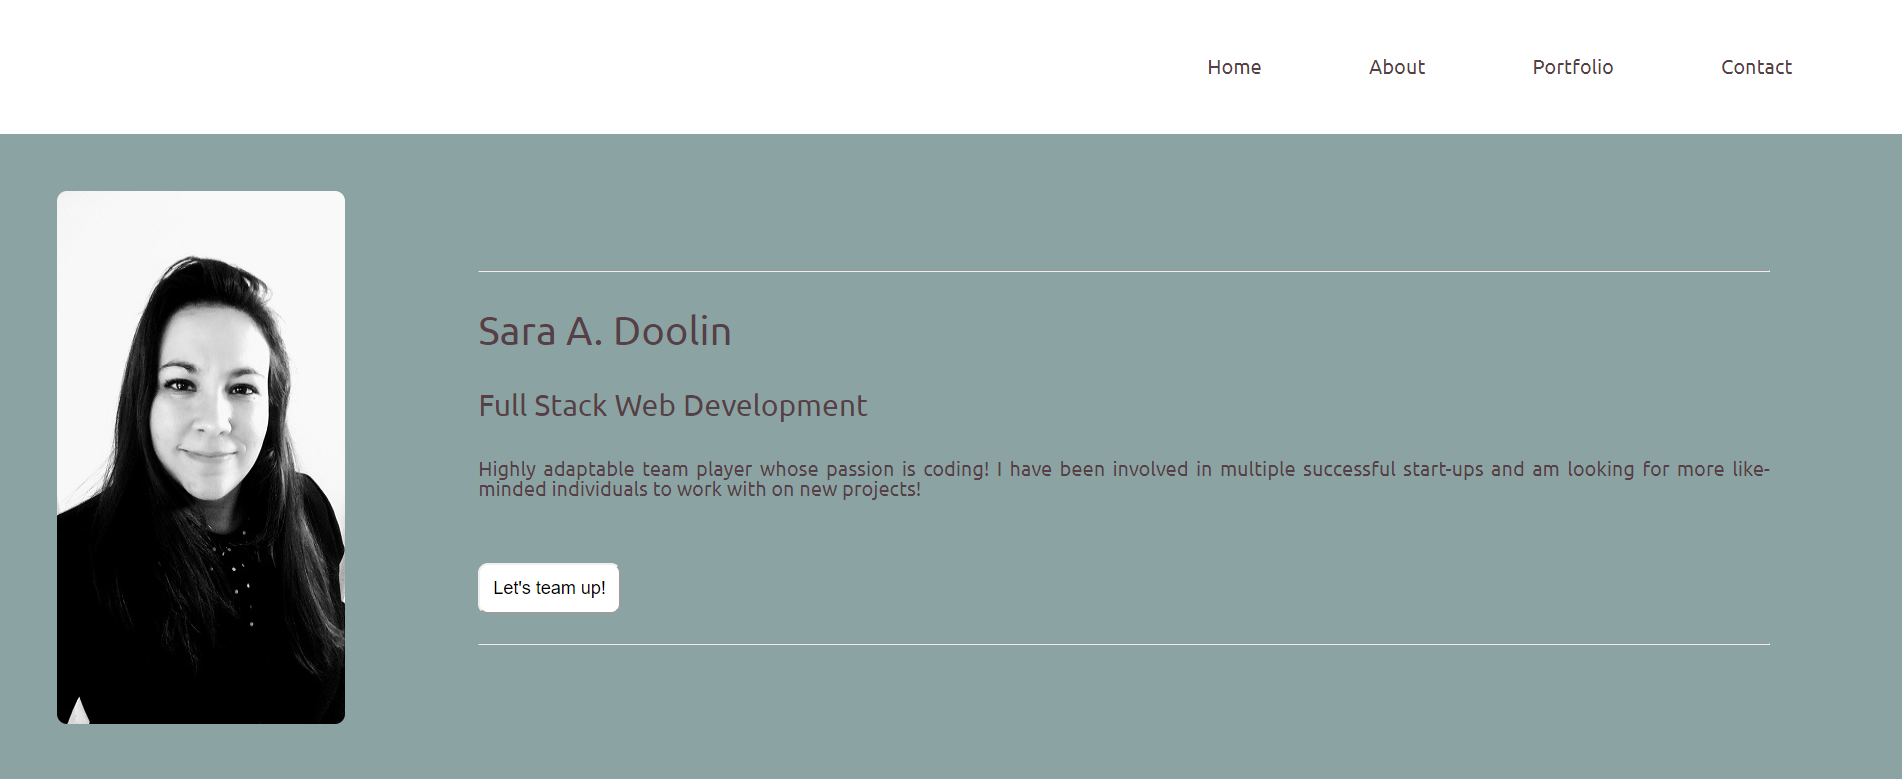 Home About Portfolio Contact
Sara A. Doolin
Full Stack Web Development
Highly adaptable team player whose passion is coding! I have been involved in multiple successful start-ups and am looking for more like-
minded individuals to work with on new projects!
Let's team up!